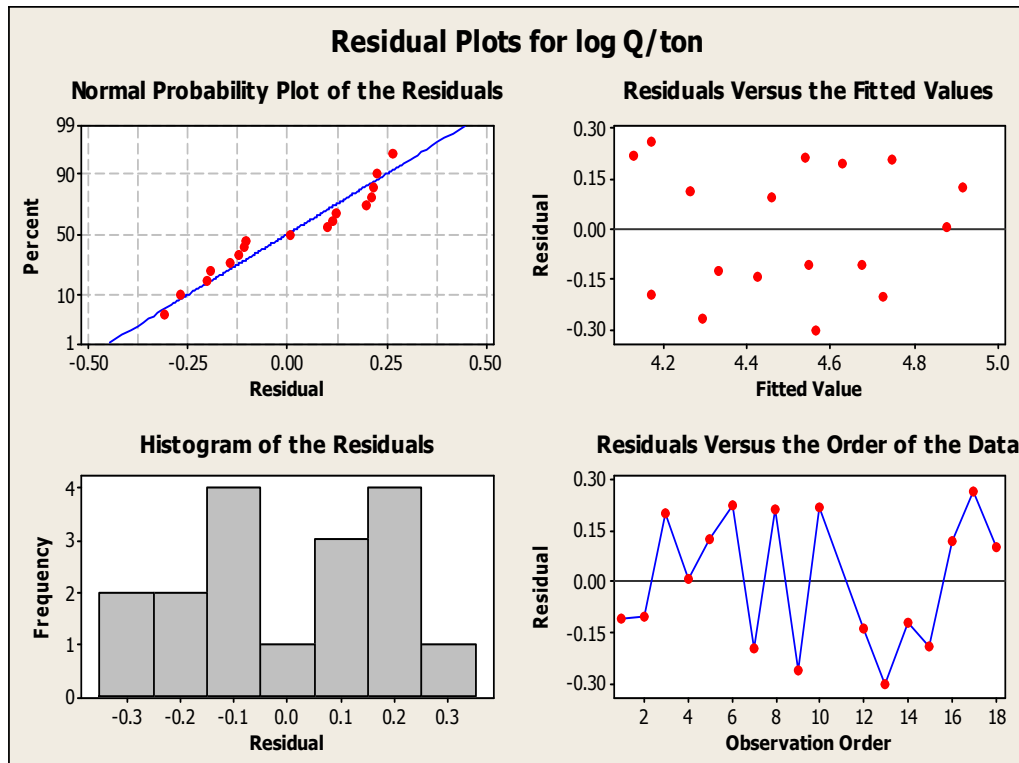 Residual Plots for log Q/ton
Normal Probability Plot of the Residuals
99
90
50
10
1
Percent
-0.50 -0.25 0.00 0.25 0.50
Residual
Residuals Versus the Fitted Values
0.30
0.15
0.00
-0.15
-0.30
Residual
4.2 4.4 4.6 4.8 5.0
Fitted Value
Histogram of the Residuals
4
3
2
1
0
Frequency
-0.3 -0.2 -0.1 0.0 0.1 0.2 0.3
Residual
Residuals Versus the Order of the Data
0.30
0.15
0.00
-0.15
-0.30
Residual
2 4 6 8 10 12 14 16 18
Observation Order